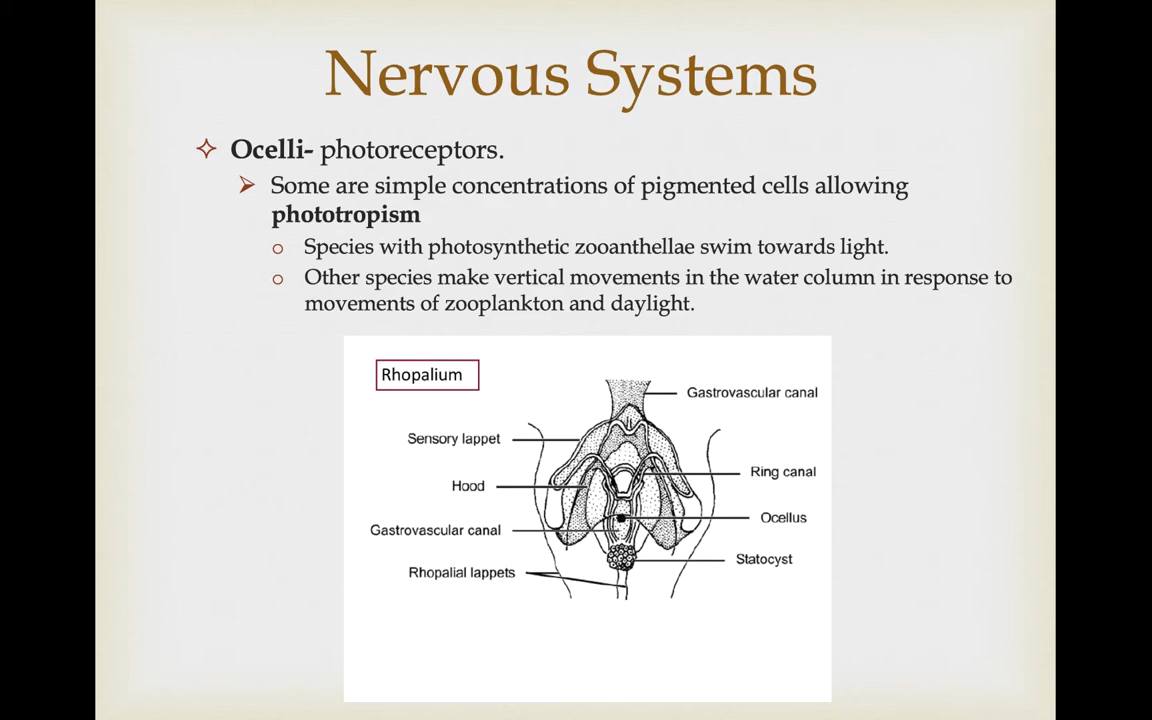 Nervous Systems
Ocelli- photoreceptors.
Some are simple concentrations of pigmented cells allowing
phototropism
Species with photosynthetic zooanthellae swim towards light.
Other species make vertical movements in the water column in response to
movements of zooplankton and daylight.
Rhopalium
Gastrovascular canal
Sensory lappet
Ring canal
Hood
Ocellus
Gastrovascular canal
Statocyst
Rhopalial lappets